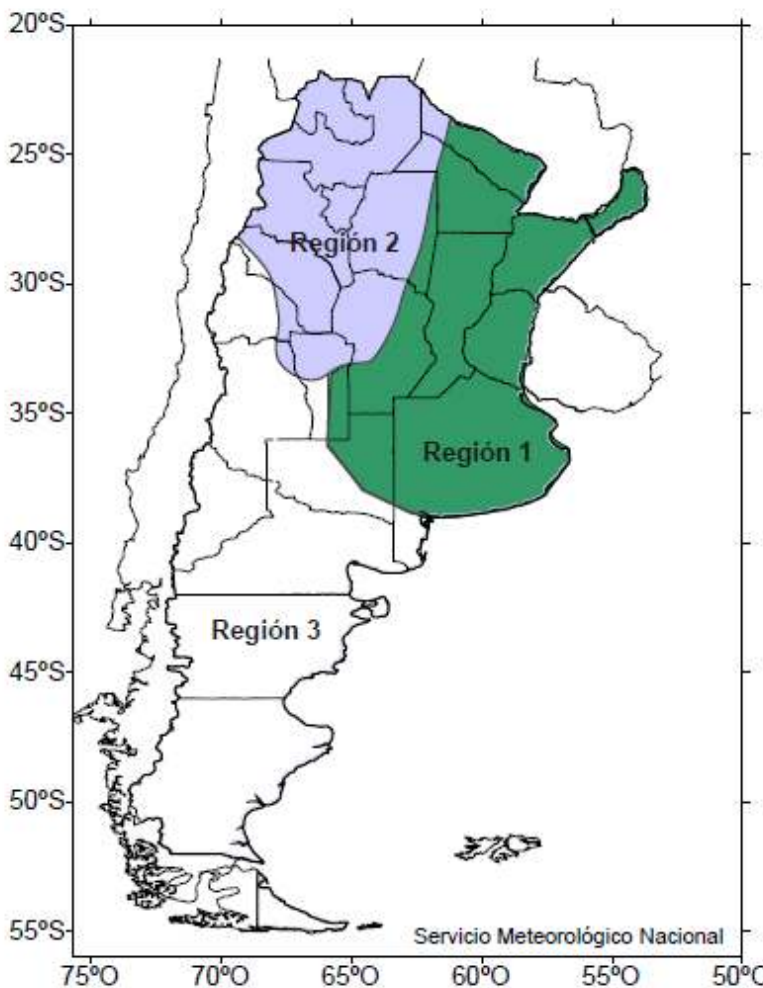 20ºS
25ºS
Región 2
30ºS
35ºS
Región 1
40ºS
Región 3
45ºS
50ºS
55ºS
Servicio Meteorológico Nacional
75ºO 70ºO 65ºO 60ºO 55ºO 50ºO